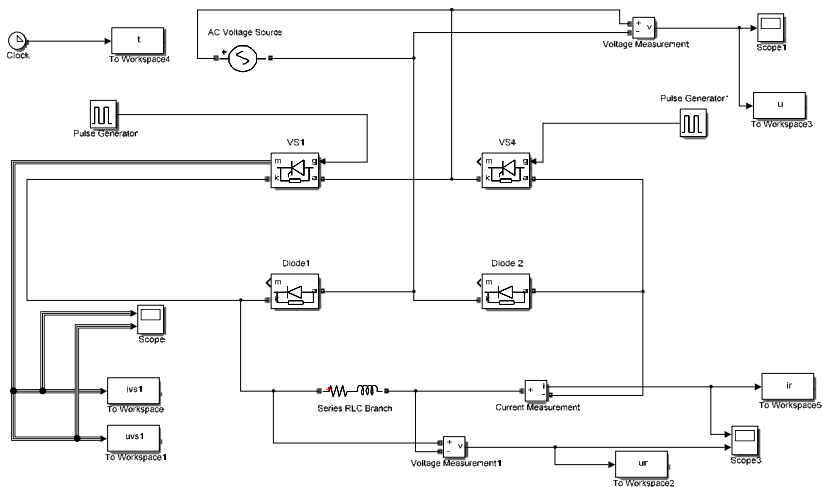 AC Voltage Source
+
v
+
-
Voltage Measurement
Scope1
Clock
t
To Workspace4
Pulse Generator
Pulse Generator1
u
To Workspace3
VS1
VS4
m
g
k
a
m
g
k
a
Diode1
Diode 2
m
k
a
m
k
a
Scope
ivs1
To Workspace
uvs1
To Workspace1
Series RLC Branch
+
i
-
Current Measurement
ir
To Workspace5
+
-
v
Voltage Measurement1
ur
To Workspace2
Scope3